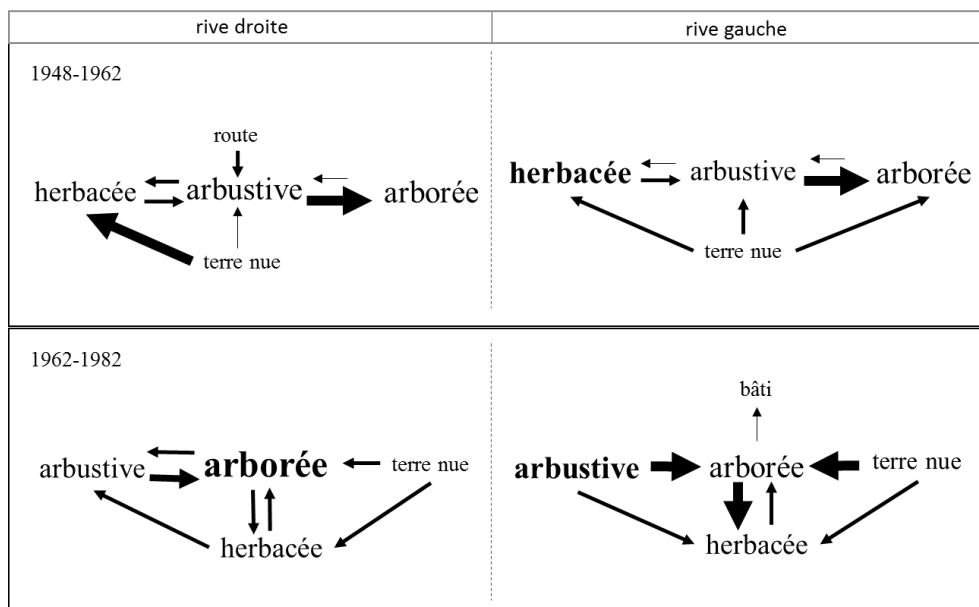 rive droite
rive gauche
1948-1962
route
herbacée
arbustive
arborée
terre nue
herbacée
arbustive
arborée
terre nue
1962-1982
arbustive
arborée
terre nue
herbacée
bâti
arbustive
arborée
terre nue
herbacée